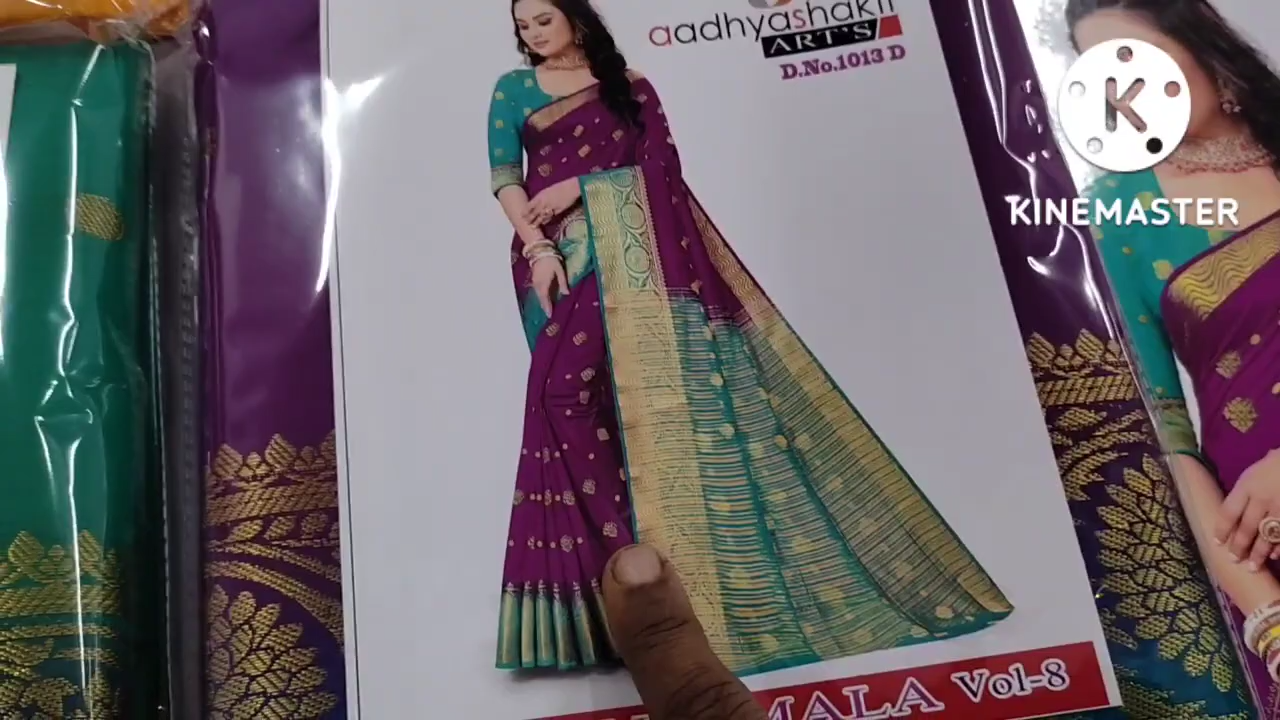 aadhyashakti
ART'S
D.No.1013 D
K
KINEMASTER
MALA Vol-8